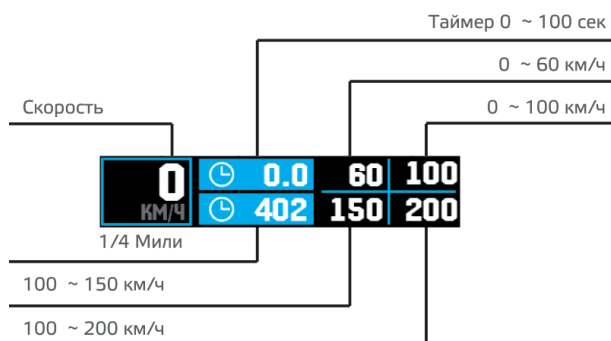 Таймер 0 ~ 100 сек
0 ~ 60 км/ч
Скорость
0 ~ 100 км/ч
0 0.0 60 100
КМ/Ч 402 150 200
1/4 Мили
100 ~ 150 км/ч
100 ~ 200 км/ч